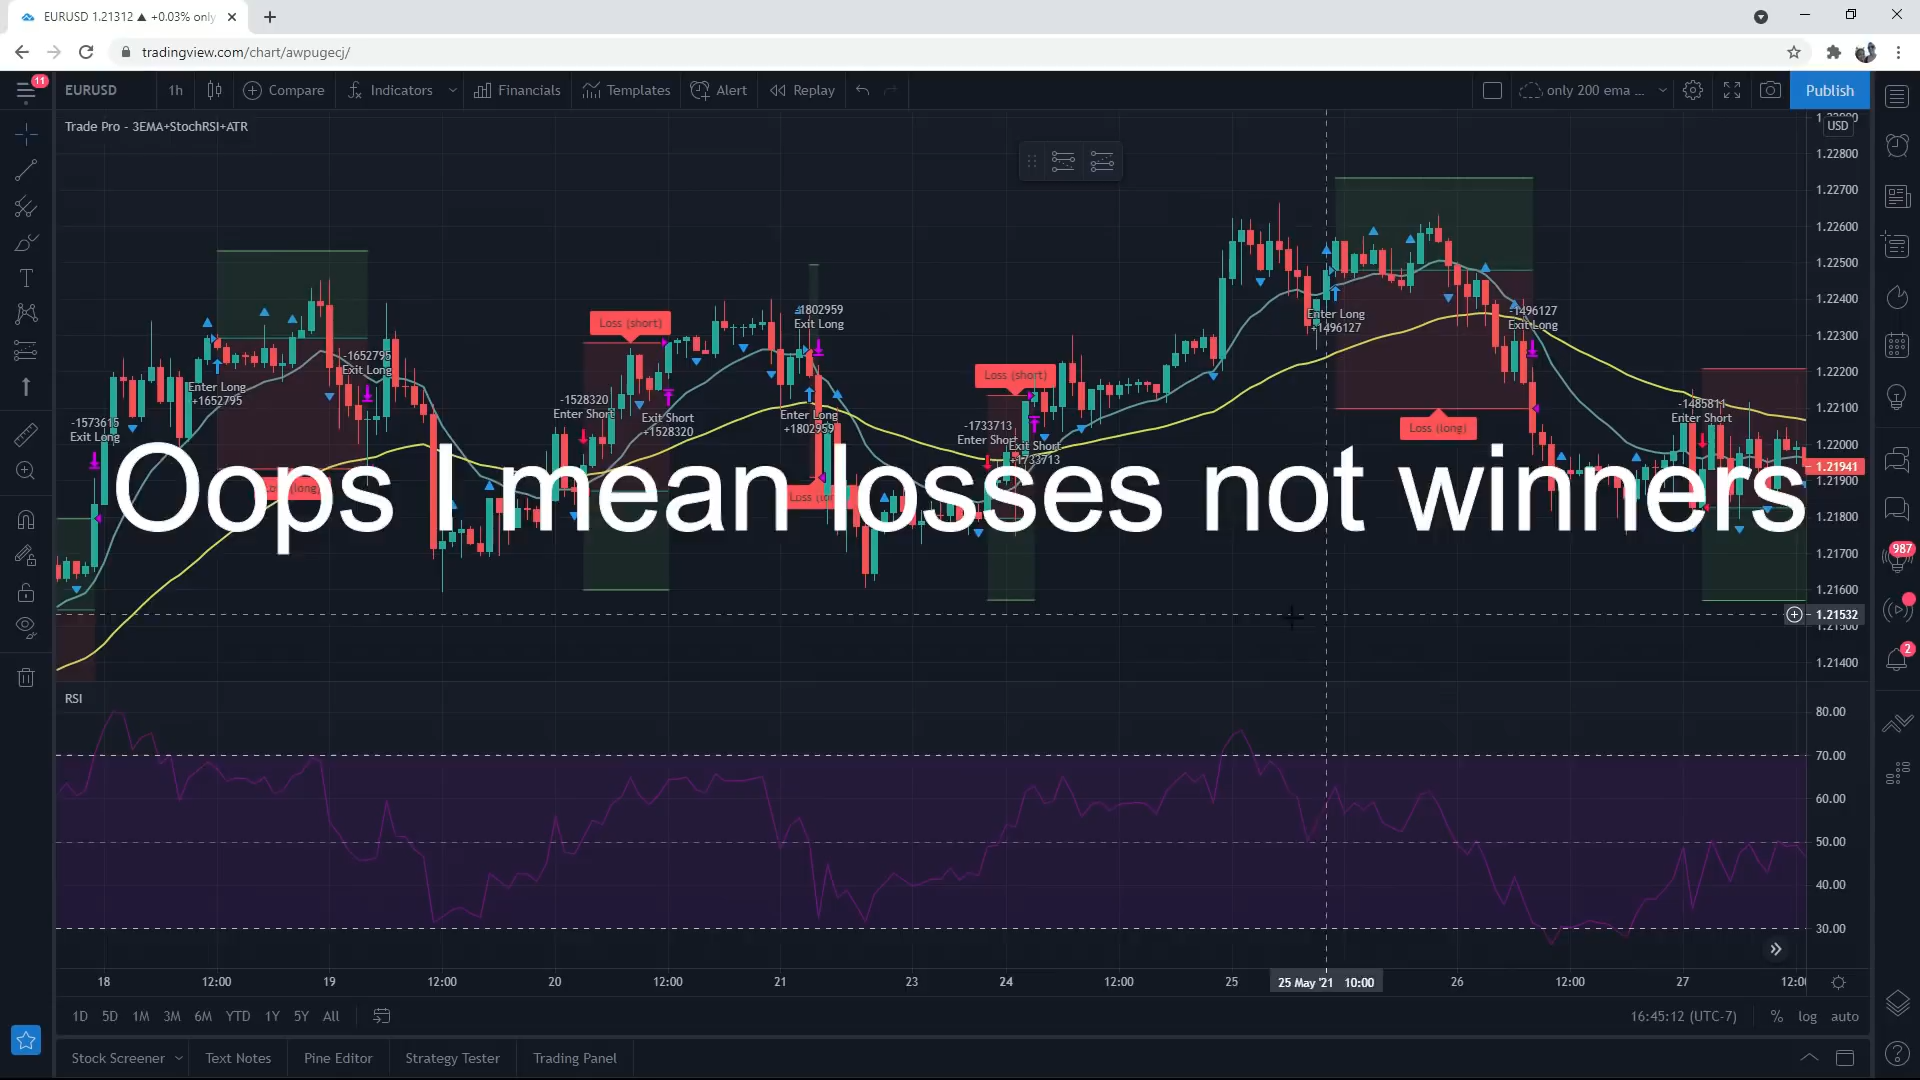 EURUSD 1.21312 ▲ +0.03% only
tradingview.com/chart/awpugecj/
11
EURUSD
1h
Compare
Indicators
Financials
Templates
Alert
Replay
only 200 ema ...
Publish
Trade Pro - 3EMA+StochRSI+ATR
USD
1.22800
1.22700
1.22600
1.22500
1.22400
1.22300
1.22200
1.22100
1.22000
1.21941
1.21900
1.21800
1.21700
1.21600
1.21532
1.21500
1.21400
-1573615
Exit Long
Enter Long
+1652795
-1652795
Exit Long
Loss (short)
-1528320
Enter Short
Exit Short
+1528320
-1802959
Exit Long
Enter Long
+1802959
Loss (short)
-1733713
Enter Short
Exit Short
+1733713
Enter Long
+1496127
-1496127
Exit Long
Loss (long)
-1485811
Enter Short
Oops I mean losses not winners
987
2
RSI
80.00
70.00
60.00
50.00
40.00
30.00
18
12:00
19
12:00
20
12:00
21
23
24
12:00
25
25 May '21 10:00
26
12:00
27
1D
5D
1M
3M
6M
YTD
1Y
5Y
All
16:45:12 (UTC-7)
%
log
auto
Stock Screener
Text Notes
Pine Editor
Strategy Tester
Trading Panel